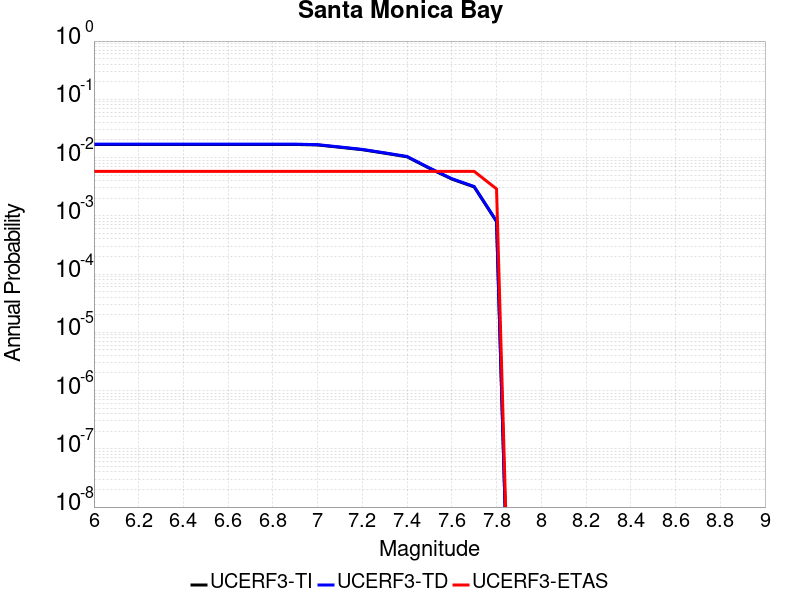 Santa Monica Bay
10^0
10^-1
10^-2
10^-3
10^-4
10^-5
10^-6
10^-7
10^-8
Annual Probability
6 6.2 6.4 6.6 6.8 7 7.2 7.4 7.6 7.8 8 8.2 8.4 8.6 8.8 9
Magnitude
UCERF3-TI UCERF3-TD UCERF3-ETAS